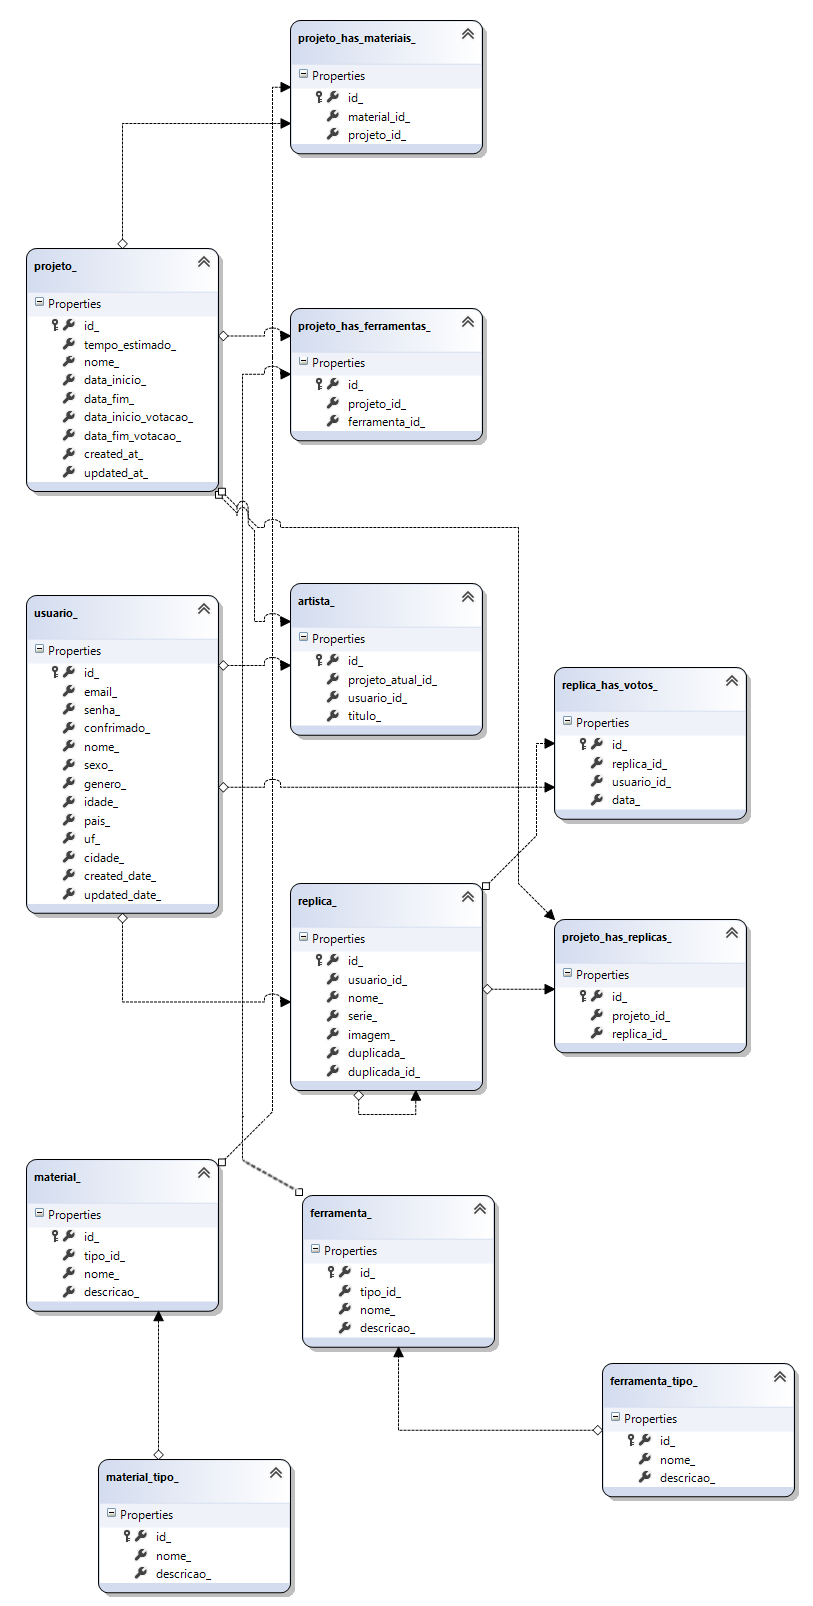 projeto_has_materiais_
Properties
id_
material_id_
projeto_id_
projeto_
Properties
id_
tempo_estimado_
nome_
data_inicio_
data_fim_
data_inicio_votacao_
data_fim_votacao_
created_at_
updated_at_
projeto_has_ferramentas_
Properties
id_
projeto_id_
ferramenta_id_
usuario_
Properties
id_
email_
senha_
confrimado_
nome_
sexo_
genero_
idade_
pais_
uf_
cidade_
created_date_
updated_date_
artista_
Properties
id_
projeto_atual_id_
usuario_id_
titulo_
replica_has_votos_
Properties
id_
replica_id_
usuario_id_
data_
replica_
Properties
id_
usuario_id_
nome_
serie_
imagem_
duplicada_
duplicada_id_
projeto_has_replicas_
Properties
id_
projeto_id_
replica_id_
material_
Properties
id_
tipo_id_
nome_
descricao_
ferramenta_
Properties
id_
tipo_id_
nome_
descricao_
ferramenta_tipo_
Properties
id_
nome_
descricao_
material_tipo_
Properties
id_
nome_
descricao_